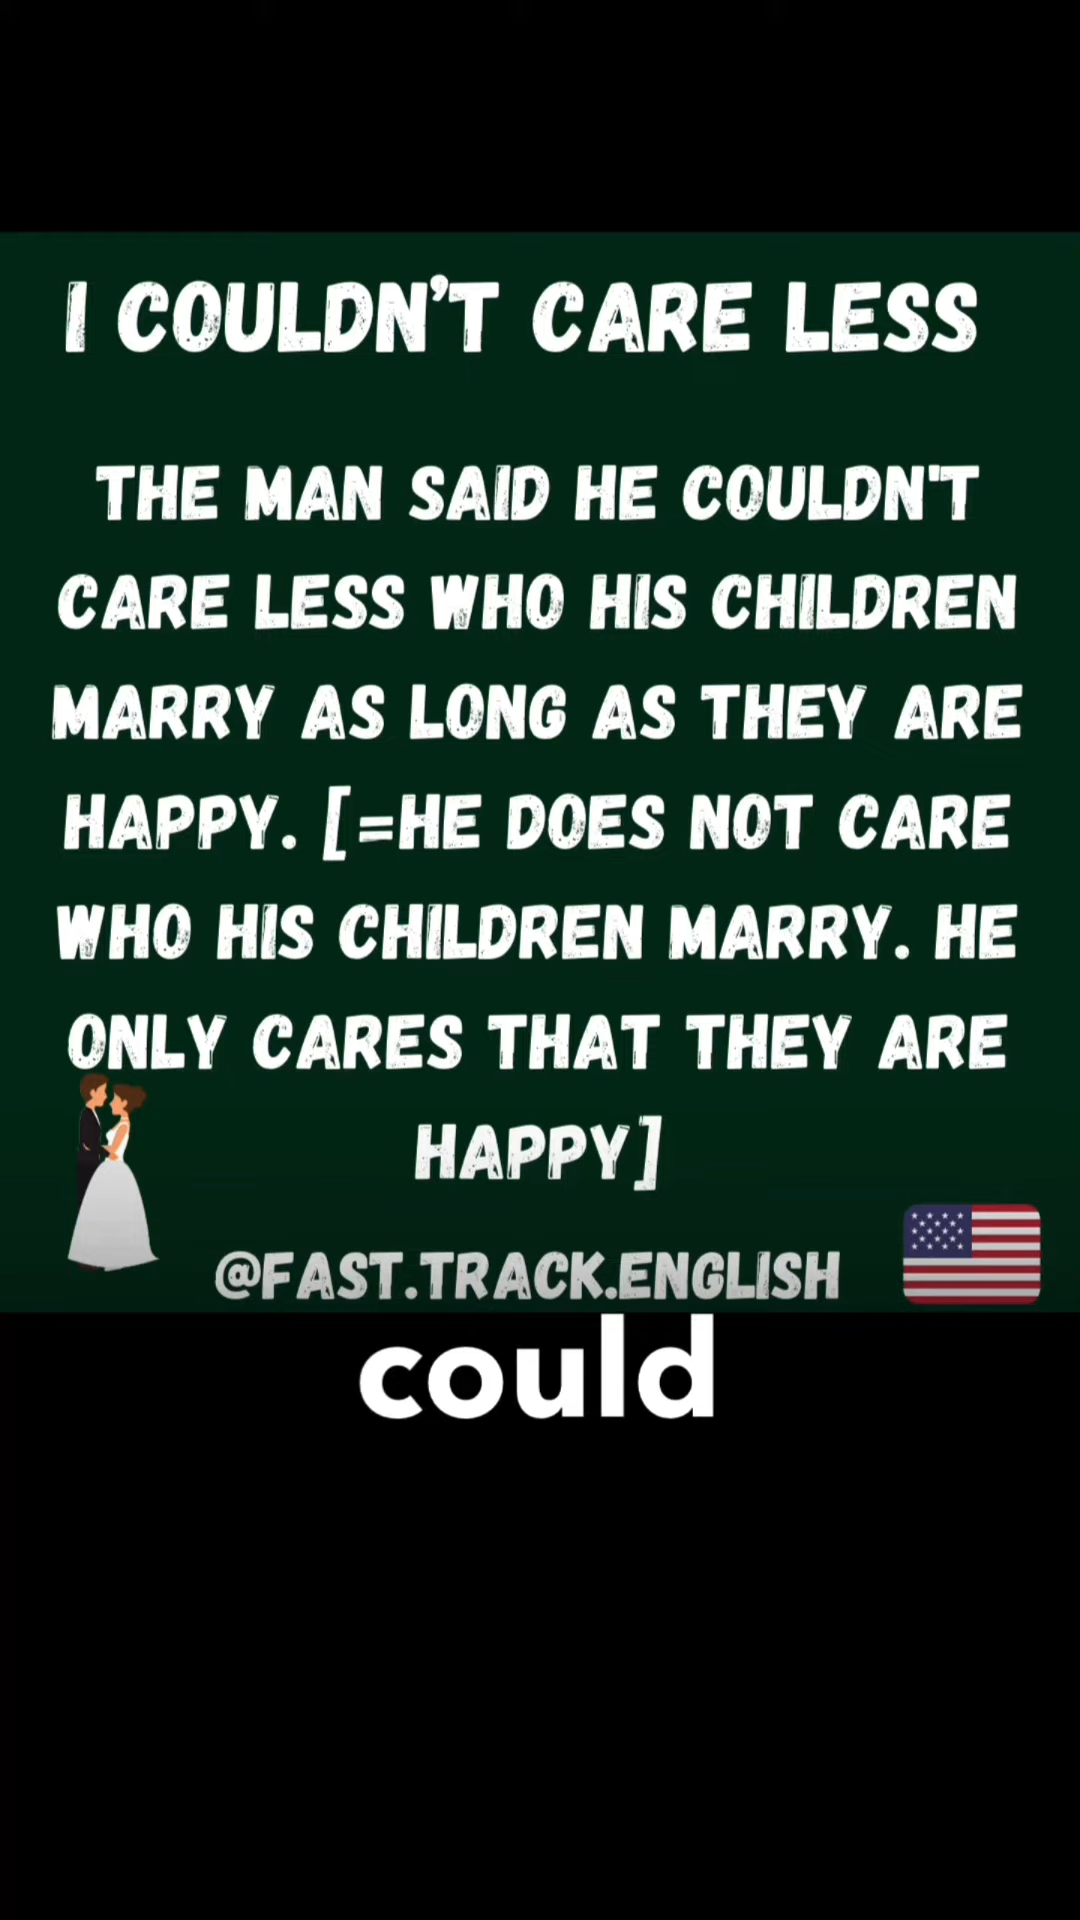 I COULDN’T CARE LESS
THE MAN SAID HE COULDN'T
CARE LESS WHO HIS CHILDREN
MARRY AS LONG AS THEY ARE
HAPPY. [=HE DOES NOT CARE
WHO HIS CHILDREN MARRY. HE
ONLY CARES THAT THEY ARE
HAPPY]
@FAST.TRACK.ENGLISH
could